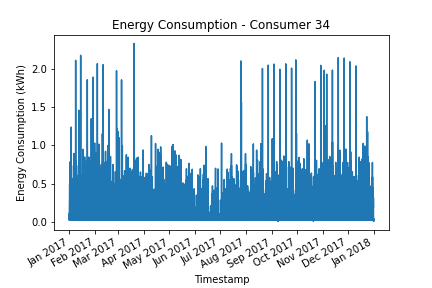 Energy Consumption - Consumer 34
Energy Consumption (kWh)
2.0
1.5
1.0
0.5
0.0
Jan 2017
Feb 2017
Mar 2017
Apr 2017
May 2017
Jun 2017
Jul 2017
Aug 2017
Sep 2017
Oct 2017
Nov 2017
Dec 2017
Jan 2018
Timestamp